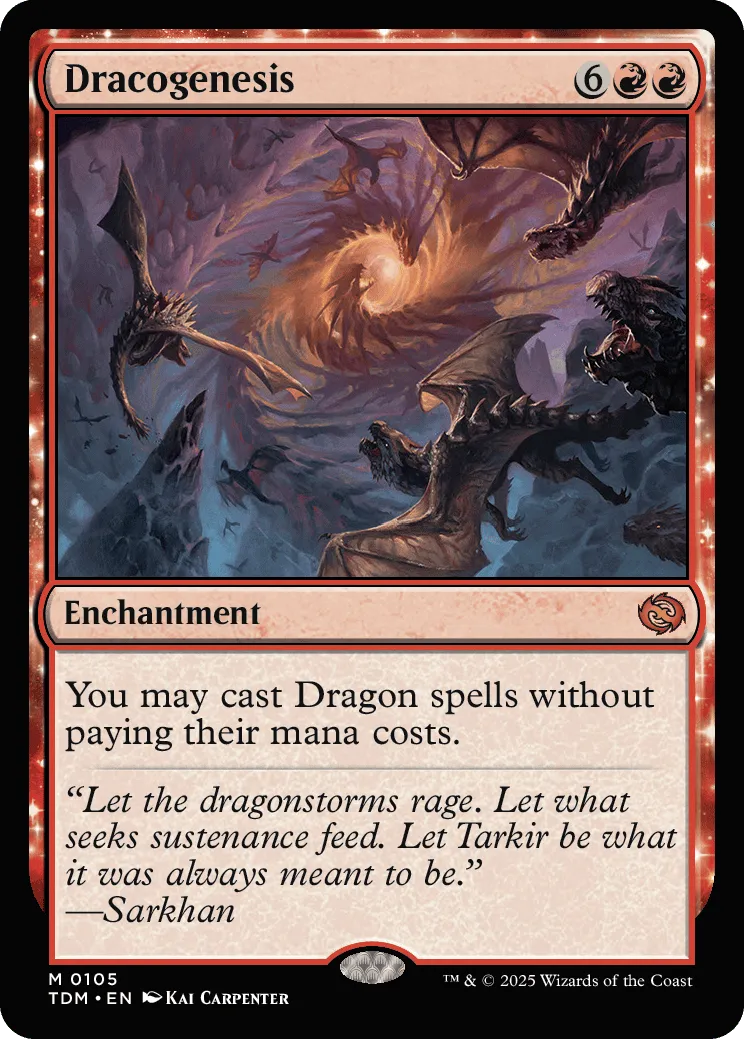 Dracogenesis 6
Enchantment
You may cast Dragon spells without
paying their mana costs.
“Let the dragonstorms rage. Let what
seeks sustenance feed. Let Tarkir be what
it was always meant to be.”
—Sarkhan
M 0105
TDM • EN Kai Carpenter
™ & © 2025 Wizards of the Coast